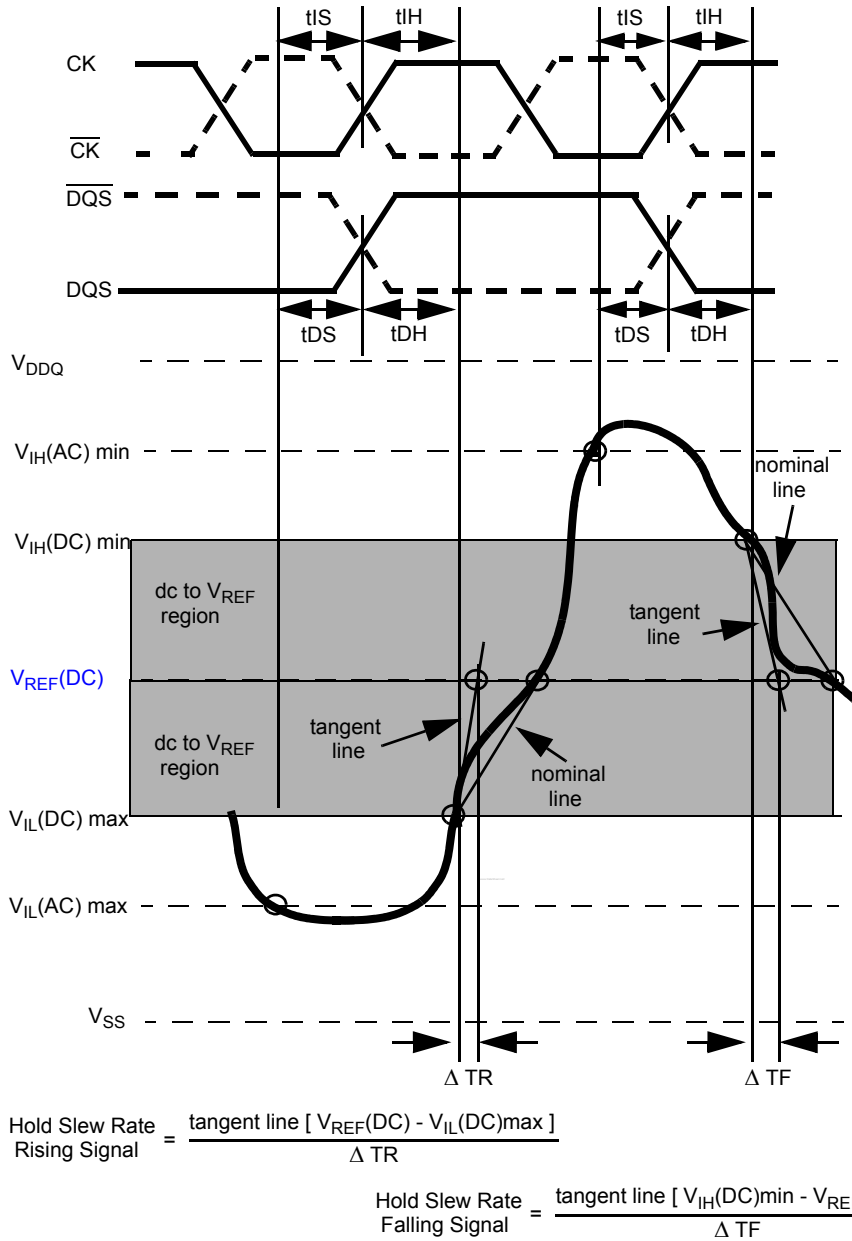 tIS tIH tIS tIH
CK
CK
DQS
DQS
tDS tDH tDS tDH
VDDQ
VIH(AC) min
nominal
line
VIH(DC) min
dc to VREF
region
tangent
line
VREF(DC)
tangent
line
dc to VREF
region
nominal
line
VIL(DC) max
VIL(AC) max
VSS
Δ TR Δ TF
Hold Slew Rate
Rising Signal = tangent line [ VREF(DC) - VIL(DC)max ]
Δ TR
Hold Slew Rate
Falling Signal = tangent line [ VIH(DC)min - VRE
Δ TF